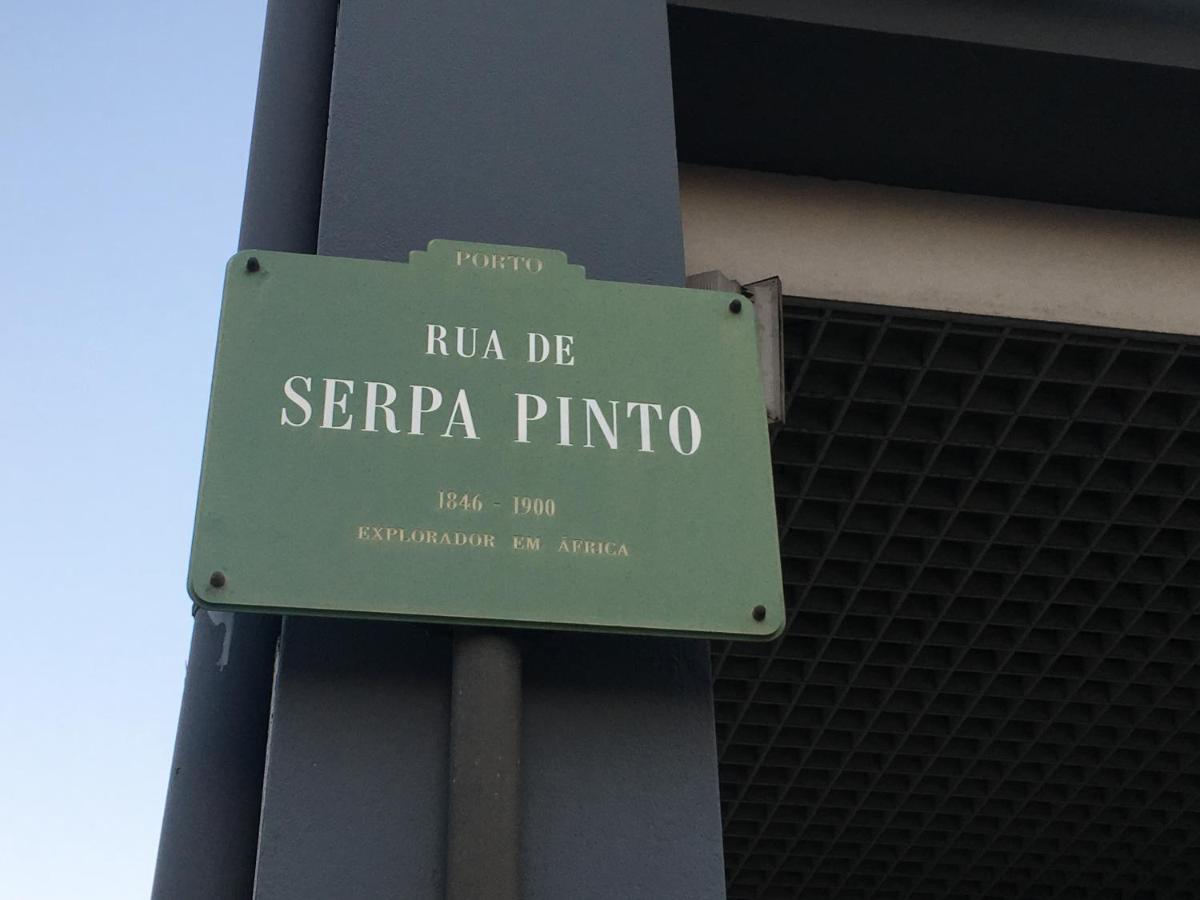 PORTO
RUA DE
SERPA PINTO
1846 - 1900
EXPLORADOR EM ÁFRICA